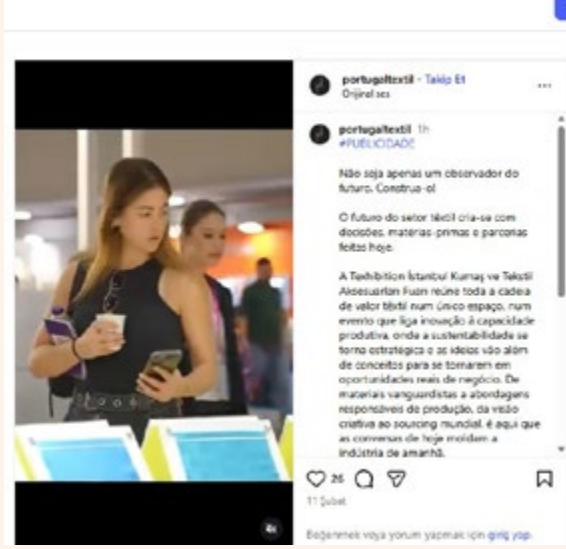 portugaltextil • Takip Et
Orijinal ses
portugaltextil 1h
#PUBLICIDADE
Não seja apenas um observador do
futuro. Construa-o!
O futuro do setor têxtil cria-se com
decisões, matérias-primas e parcerias
feitas hoje.
A Texhibition İstanbul Kumaş ve Tekstil
Aksesuarları Fuarı reúne toda a cadeia
de valor têxtil num único espaço, num
evento que liga inovação à capacidade
produtiva, onde a sustentabilidade se
torna estratégica e as ideias vão além
de conceitos para se tornarem em
oportunidades reais de negócio. De
materiais vanguardistas a abordagens
responsáveis de produção, da visão
criativa ao sourcing mundial, é aqui que
as conversas de hoje moldam a
indústria de amanhã.
26
11 Şubat
Beğenmek veya yorum yapmak için giriş yap.